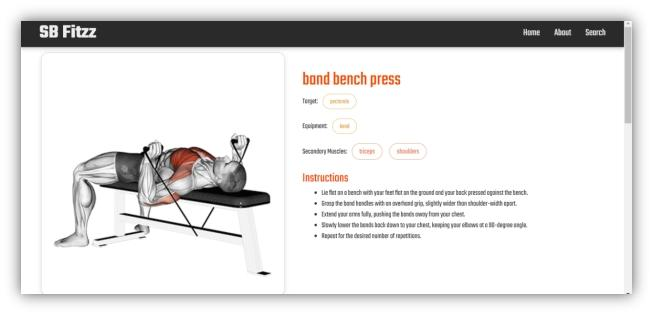 SB Fitzz
Home About Search
band bench press
Target: pectorals
Equipment: band
Secondary Muscles: triceps shoulders
Instructions
Lie flat on a bench with your feet flat on the ground and your back pressed against the bench.
Grasp the band handles with an overhand grip, slightly wider than shoulder-width apart.
Extend your arms fully, pushing the bands away from your chest.
Slowly lower the bands back down to your chest, keeping your elbows at a 90-degree angle.
Repeat for the desired number of repetitions.